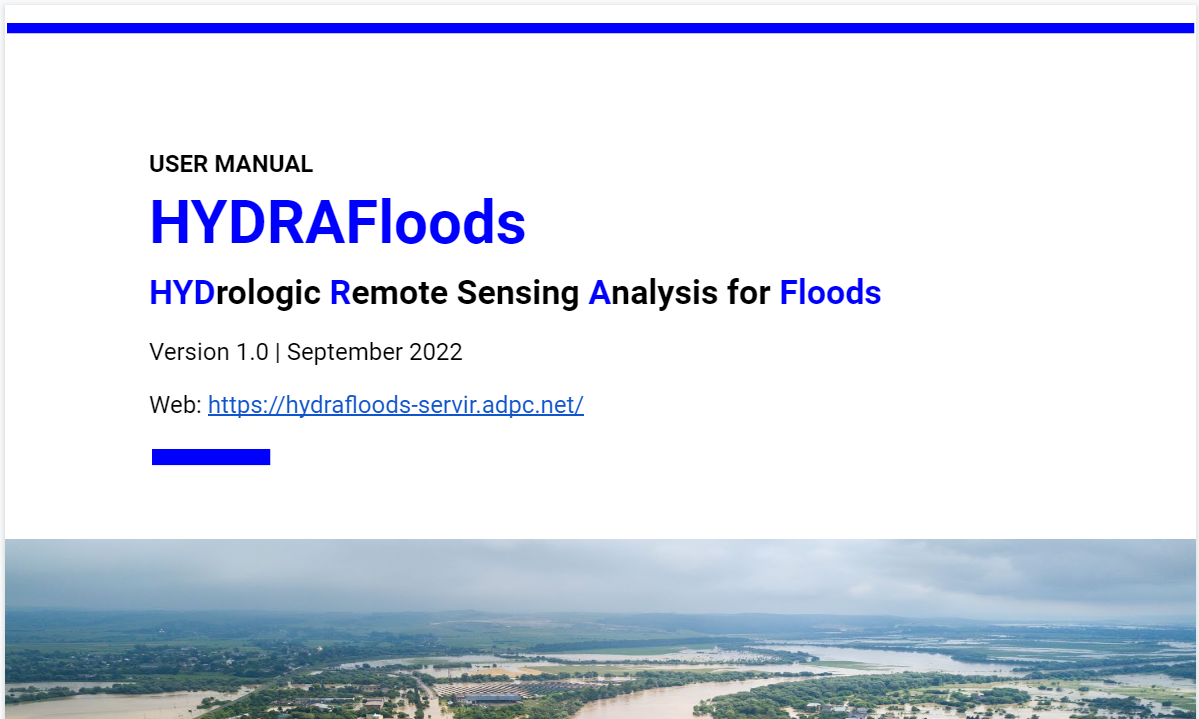 USER MANUAL
HYDRAFloods
HYDrologic Remote Sensing Analysis for Floods
Version 1.0 | September 2022
Web: https://hydrafloods-servir.adpc.net/